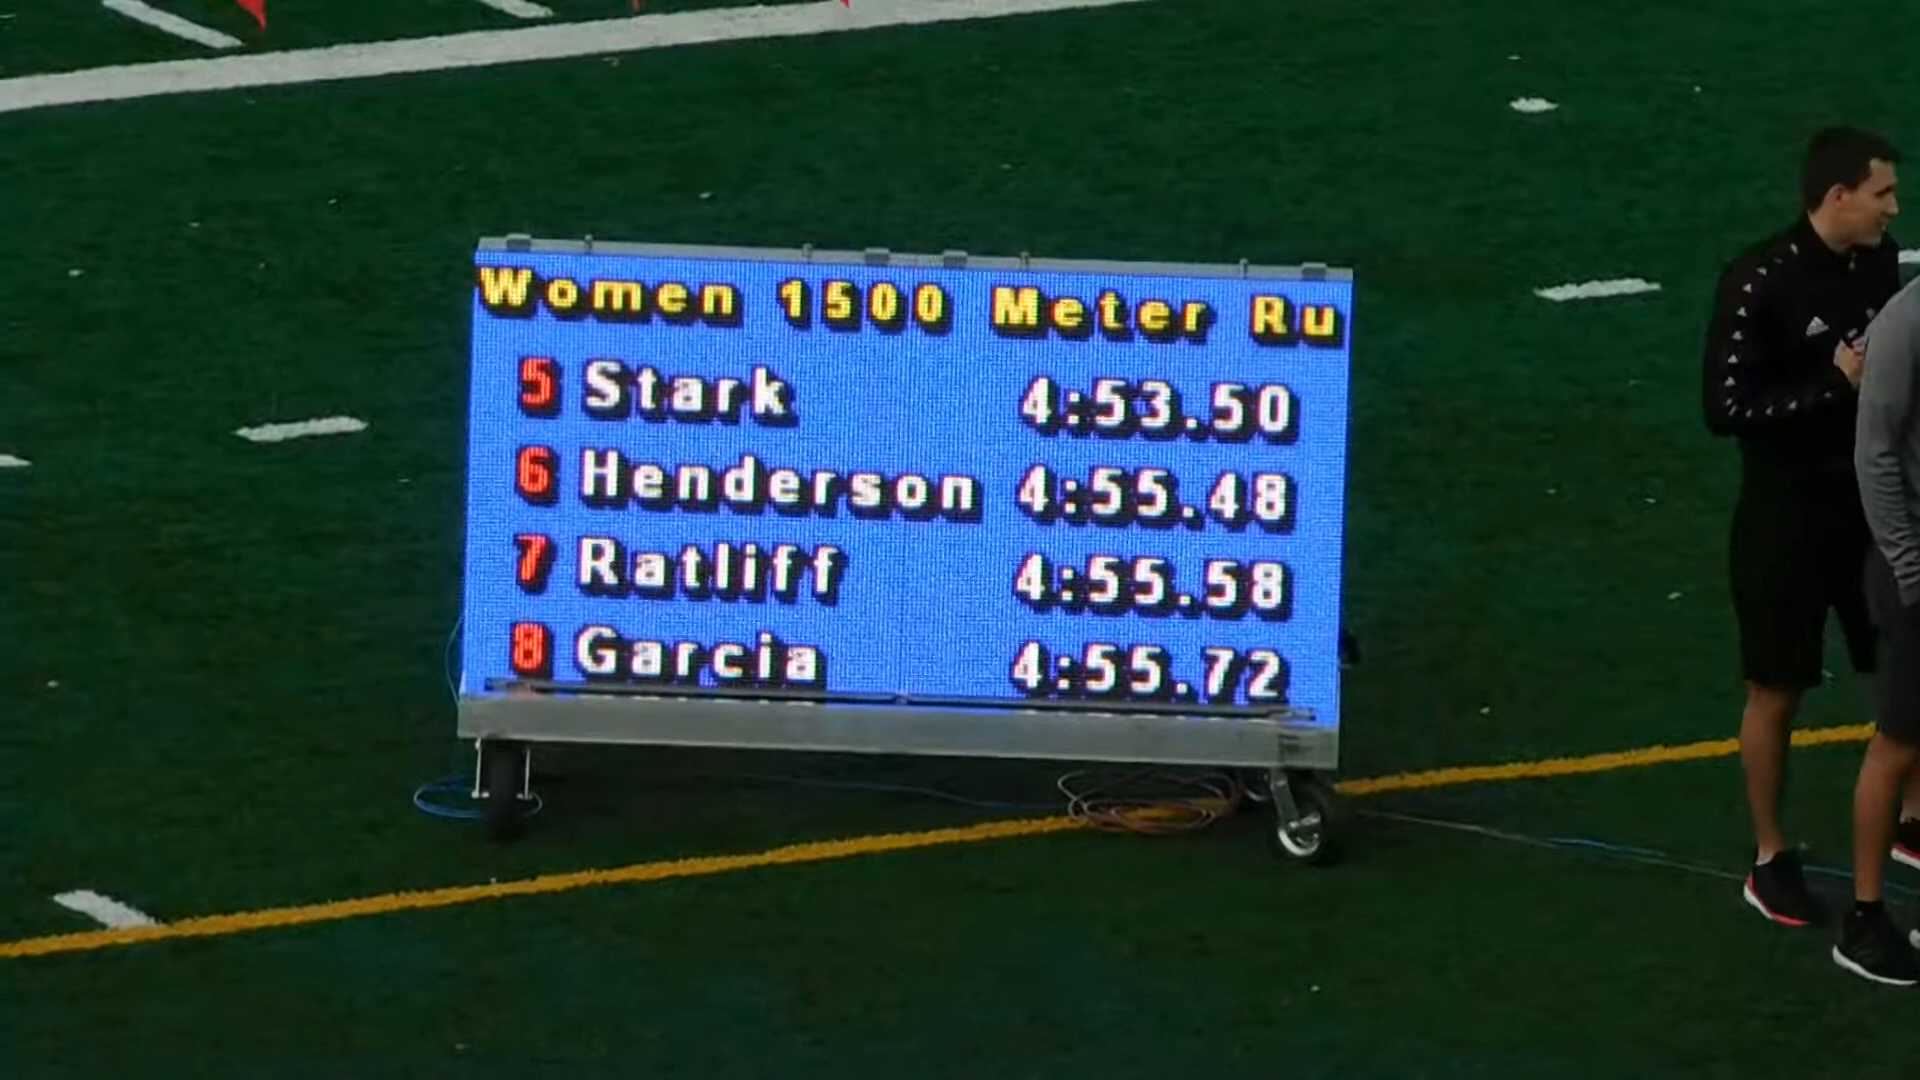 Women 1500 Meter Ru
5 Stark 4:53.50
6 Henderson 4:55.48
7 Ratliff 4:55.58
8 Garcia 4:55.72